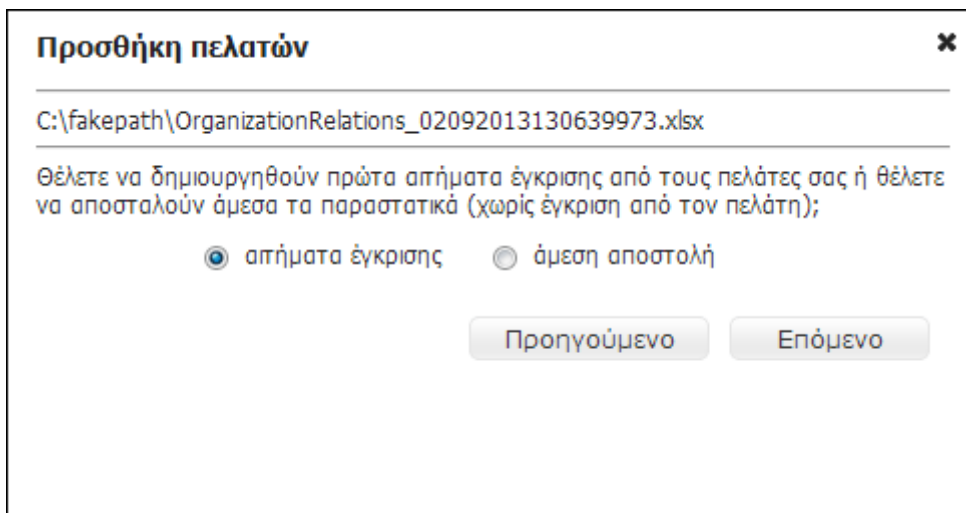 Προσθήκη πελατών
C:\fakepath\OrganizationRelations_02092013130639973.xlsx
Θέλετε να δημιουργηθούν πρώτα αιτήματα έγκρισης από τους πελάτες σας ή θέλετε
να αποσταλούν άμεσα τα παραστατικά (χωρίς έγκριση από τον πελάτη);
αιτήματα έγκρισης άμεση αποστολή
Προηγούμενο Επόμενο